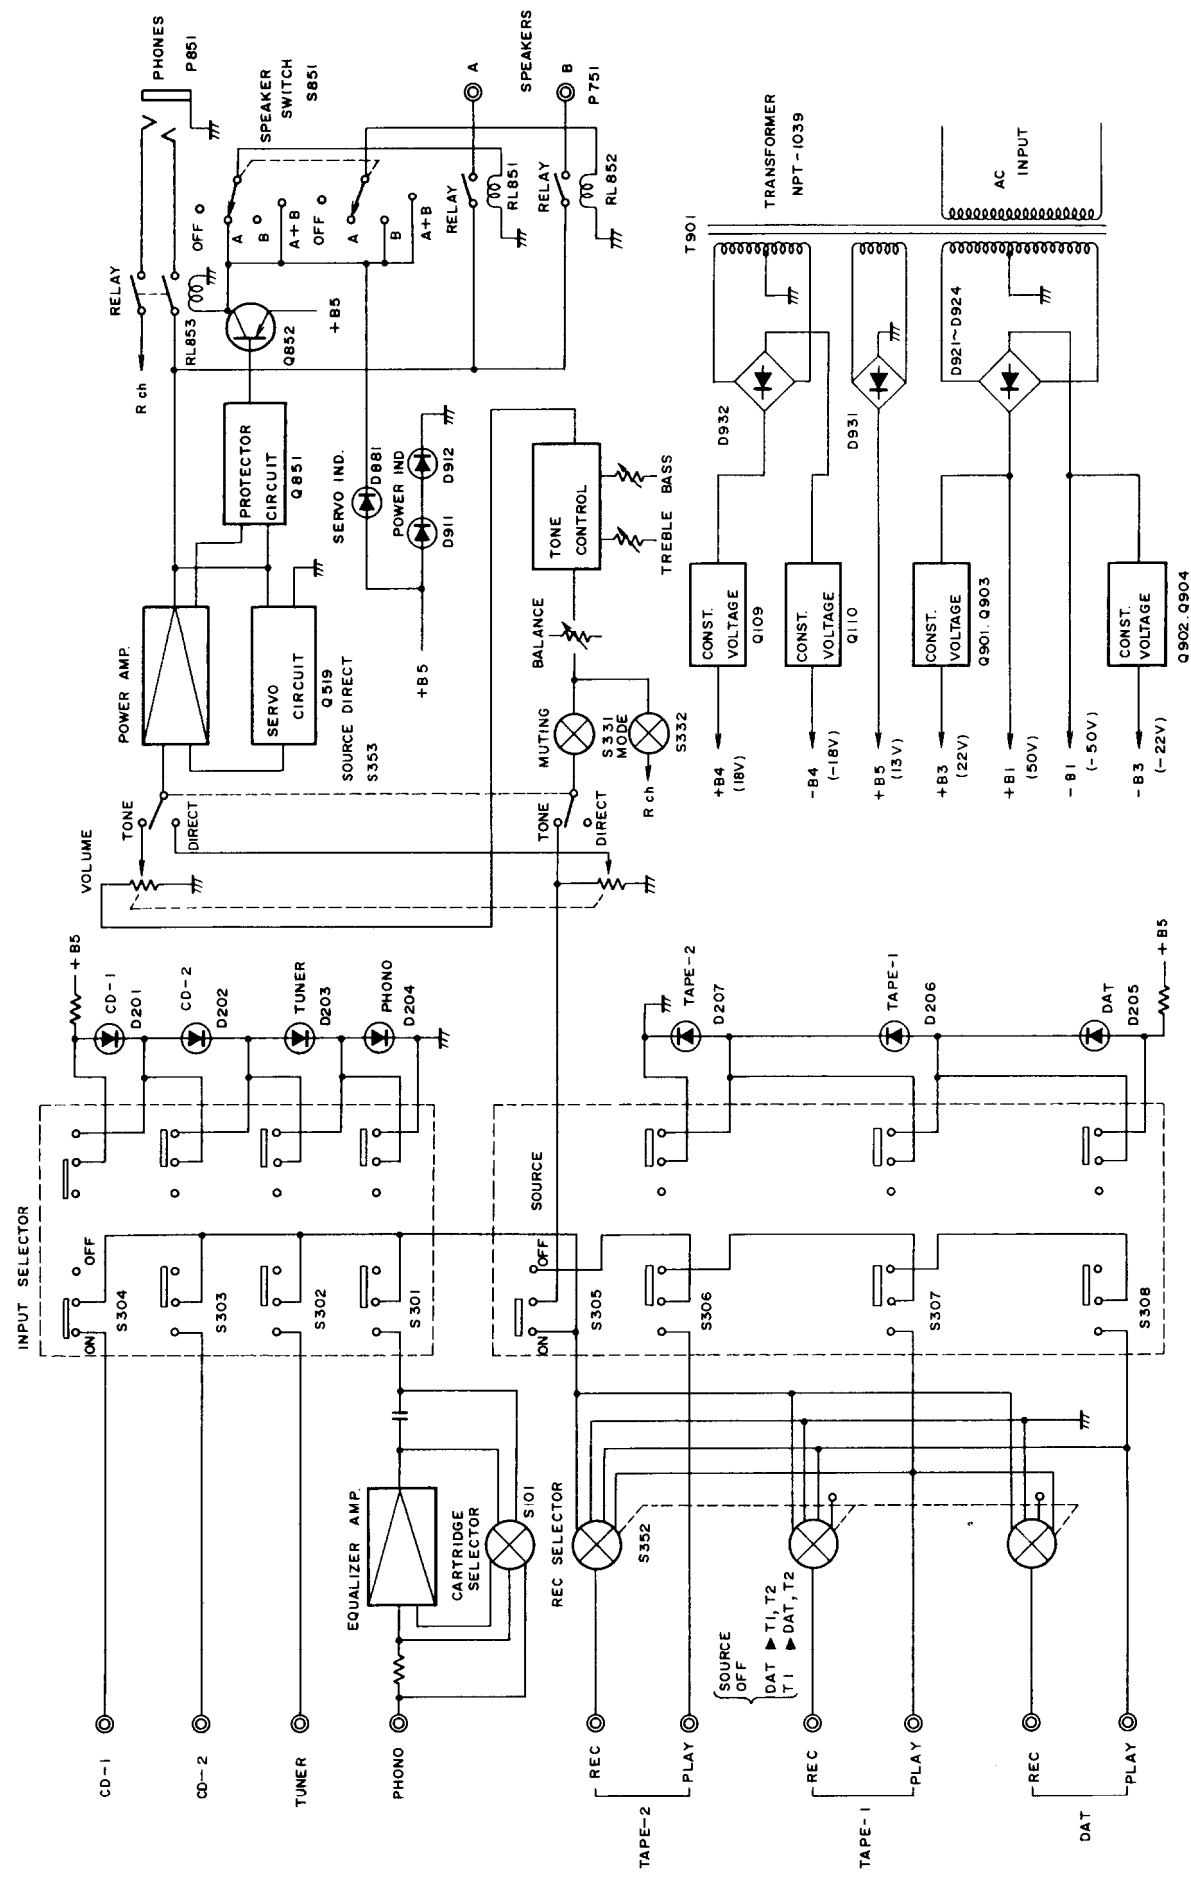 PHONES
P851
SPEAKER
SWITCH
S851
SPEAKERS
A
B
P751
RELAY
RL853
OFF
A
B
A+B
OFF
A
B
A+B
RELAY
RL851
RELAY
RL852
R ch
Q852
+B5
PROTECTOR
CIRCUIT
Q851
SERVO IND.
D881
POWER IND
D911
D912
+B5
POWER AMP.
SERVO
CIRCUIT
Q519
SOURCE DIRECT
S353
TONE
DIRECT
VOLUME
TONE
CONTROL
TREBLE
BASS
BALANCE
MUTING
S331
MODE
S332
R ch
TONE
DIRECT
TRANSFORMER
NPT-1039
T901
AC
INPUT
D932
D931
D921~D924
CONST.
VOLTAGE
Q109
CONST.
VOLTAGE
Q110
CONST.
VOLTAGE
Q901.Q903
CONST.
VOLTAGE
Q902.Q904
+B4
(18V)
-B4
(-18V)
+B5
(13V)
+B3
(22V)
+B1
(50V)
-B1
(-50V)
-B3
(-22V)
+B5
CD-1
D201
CD-2
D202
TUNER
D203
PHONO
D204
TAPE-2
D207
TAPE-1
D206
DAT
D205
+B5
INPUT SELECTOR
OFF
ON
S304
S303
S302
S301
SOURCE
OFF
ON
S305
S306
S307
S308
EQUALIZER AMP.
CARTRIDGE
SELECTOR
S101
REC SELECTOR
S352
SOURCE
OFF
DAT ▶ T1, T2
T1 ▶ DAT, T2
CD-1
CD-2
TUNER
PHONO
REC
PLAY
TAPE-2
REC
PLAY
TAPE-1
REC
PLAY
DAT